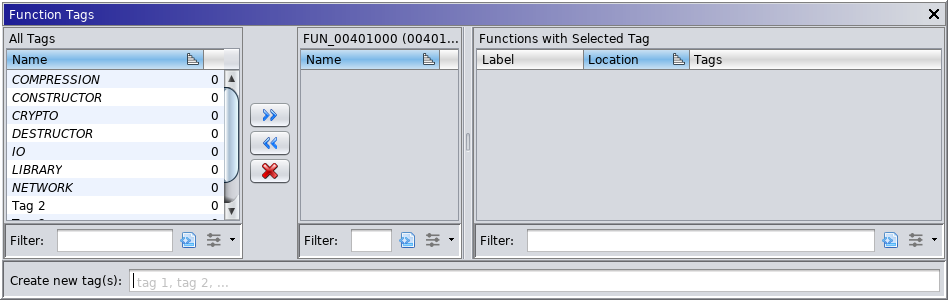 Function Tags
All Tags
Name
COMPRESSION 0
CONSTRUCTOR 0
CRYPTO 0
DESTRUCTOR 0
IO 0
LIBRARY 0
NETWORK 0
Tag 2 0
Filter:
FUN_00401000 (00401...
Name
Filter:
Functions with Selected Tag
Label Location Tags
Filter:
Create new tag(s): tag 1, tag 2, ...